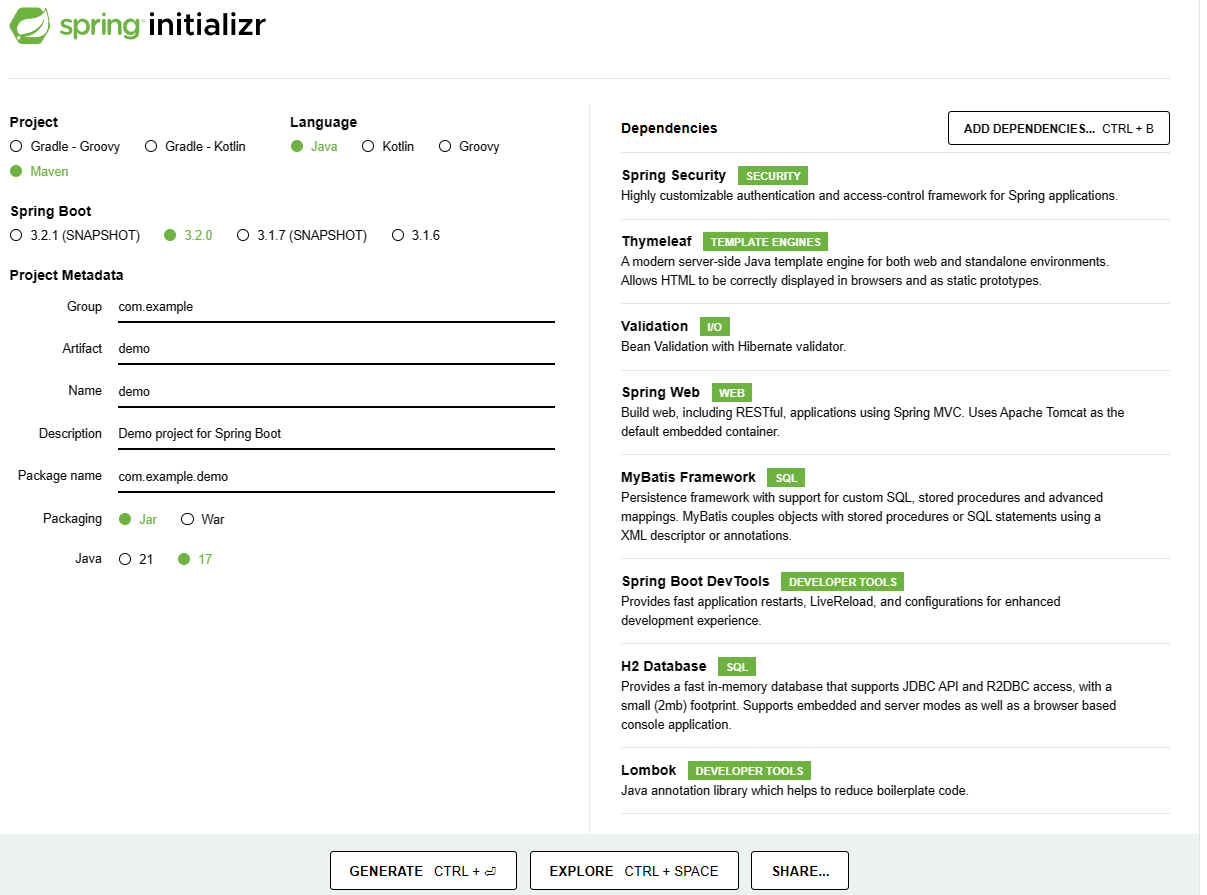 spring initializr
Project
Gradle - Groovy Gradle - Kotlin
Maven
Language
Java Kotlin Groovy
Spring Boot
3.2.1 (SNAPSHOT) 3.2.0 3.1.7 (SNAPSHOT) 3.1.6
Project Metadata
Group com.example
Artifact demo
Name demo
Description Demo project for Spring Boot
Package name com.example.demo
Packaging Jar War
Java 21 17
Dependencies
ADD DEPENDENCIES... CTRL + B
Spring Security SECURITY
Highly customizable authentication and access-control framework for Spring applications.
Thymeleaf TEMPLATE ENGINES
A modern server-side Java template engine for both web and standalone environments.
Allows HTML to be correctly displayed in browsers and as static prototypes.
Validation I/O
Bean Validation with Hibernate validator.
Spring Web WEB
Build web, including RESTful, applications using Spring MVC. Uses Apache Tomcat as the
default embedded container.
MyBatis Framework SQL
Persistence framework with support for custom SQL, stored procedures and advanced
mappings. MyBatis couples objects with stored procedures or SQL statements using a
XML descriptor or annotations.
Spring Boot DevTools DEVELOPER TOOLS
Provides fast application restarts, LiveReload, and configurations for enhanced
development experience.
H2 Database SQL
Provides a fast in-memory database that supports JDBC API and R2DBC access, with a
small (2mb) footprint. Supports embedded and server modes as well as a browser based
console application.
Lombok DEVELOPER TOOLS
Java annotation library which helps to reduce boilerplate code.
GENERATE CTRL + ⏎
EXPLORE CTRL + SPACE
SHARE...